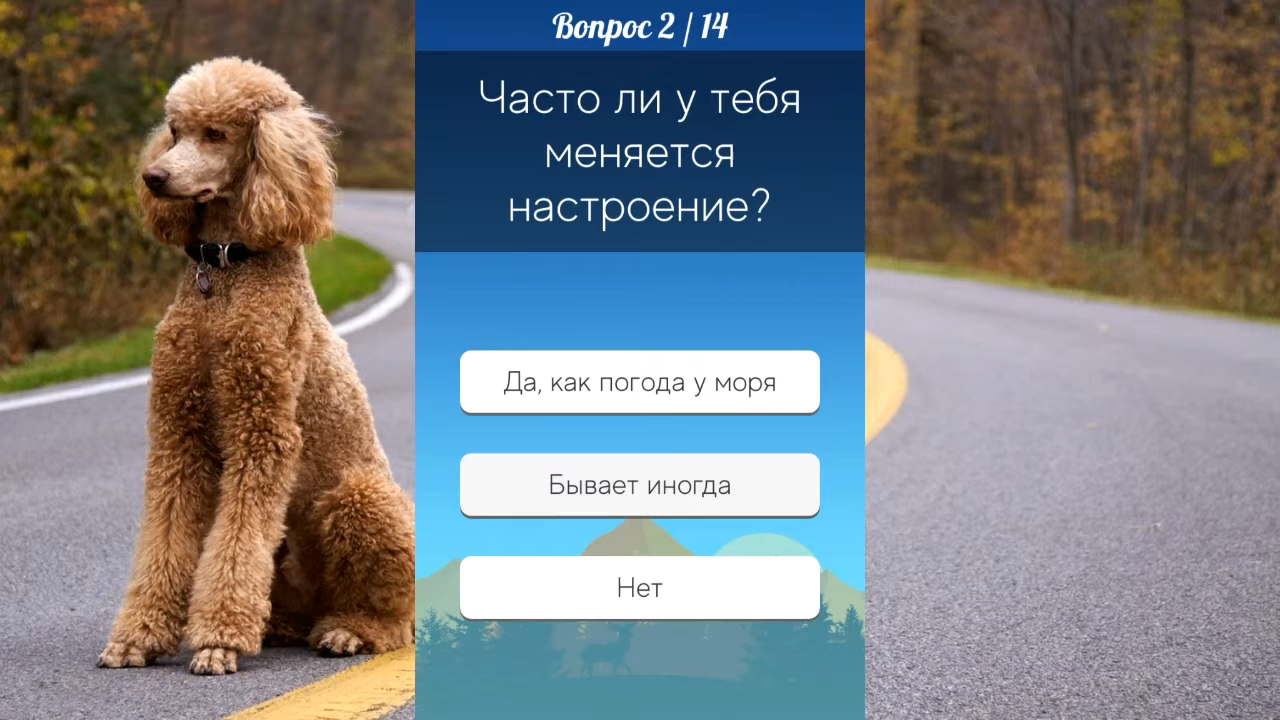 Вопрос 2 / 14
Часто ли у тебя
меняется
настроение?
Да, как погода у моря
Бывает иногда
Нет